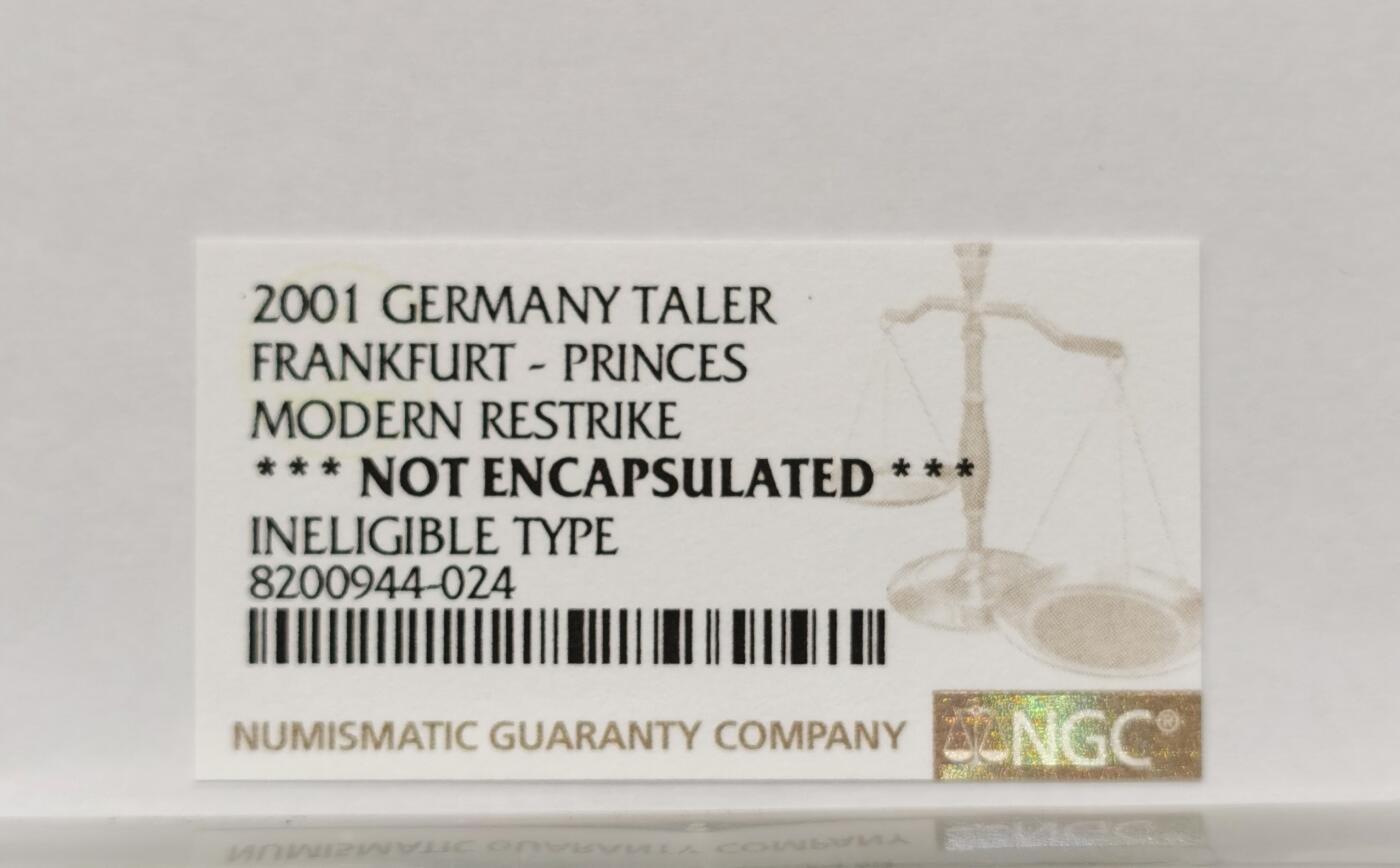 2001 GERMANY TALER
FRANKFURT - PRINCES
MODERN RESTRIKE
*** NOT ENCAPSULATED ***
INELIGIBLE TYPE
8200944-024
NUMISMATIC GUARANTY COMPANY
NGC®